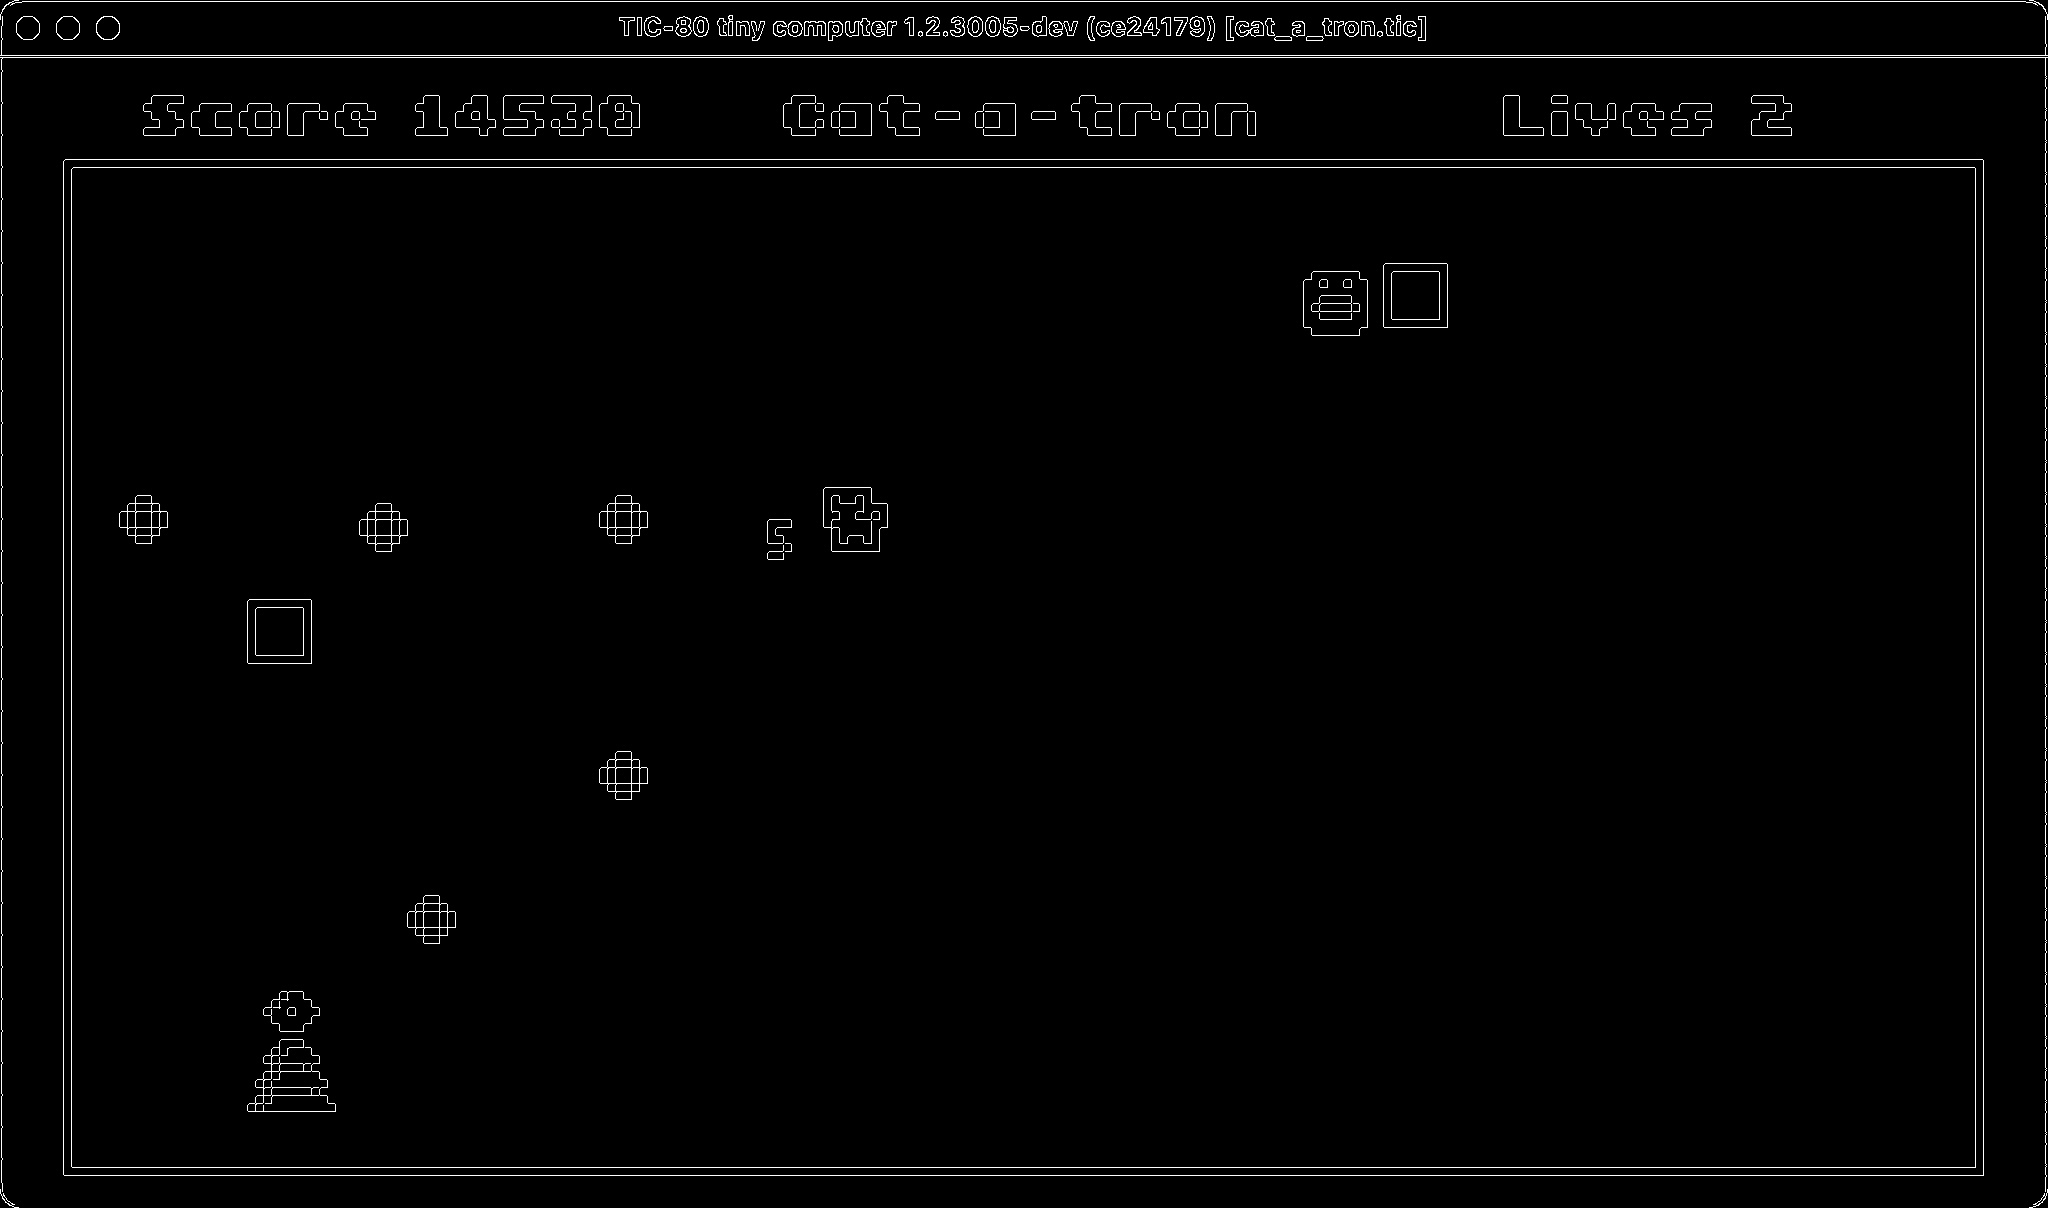 TIC-80 tiny computer 1.2.3005-dev (ce24179) [cat_a_tron.tic]
Score 14530 Cat-a-tron Lives 2